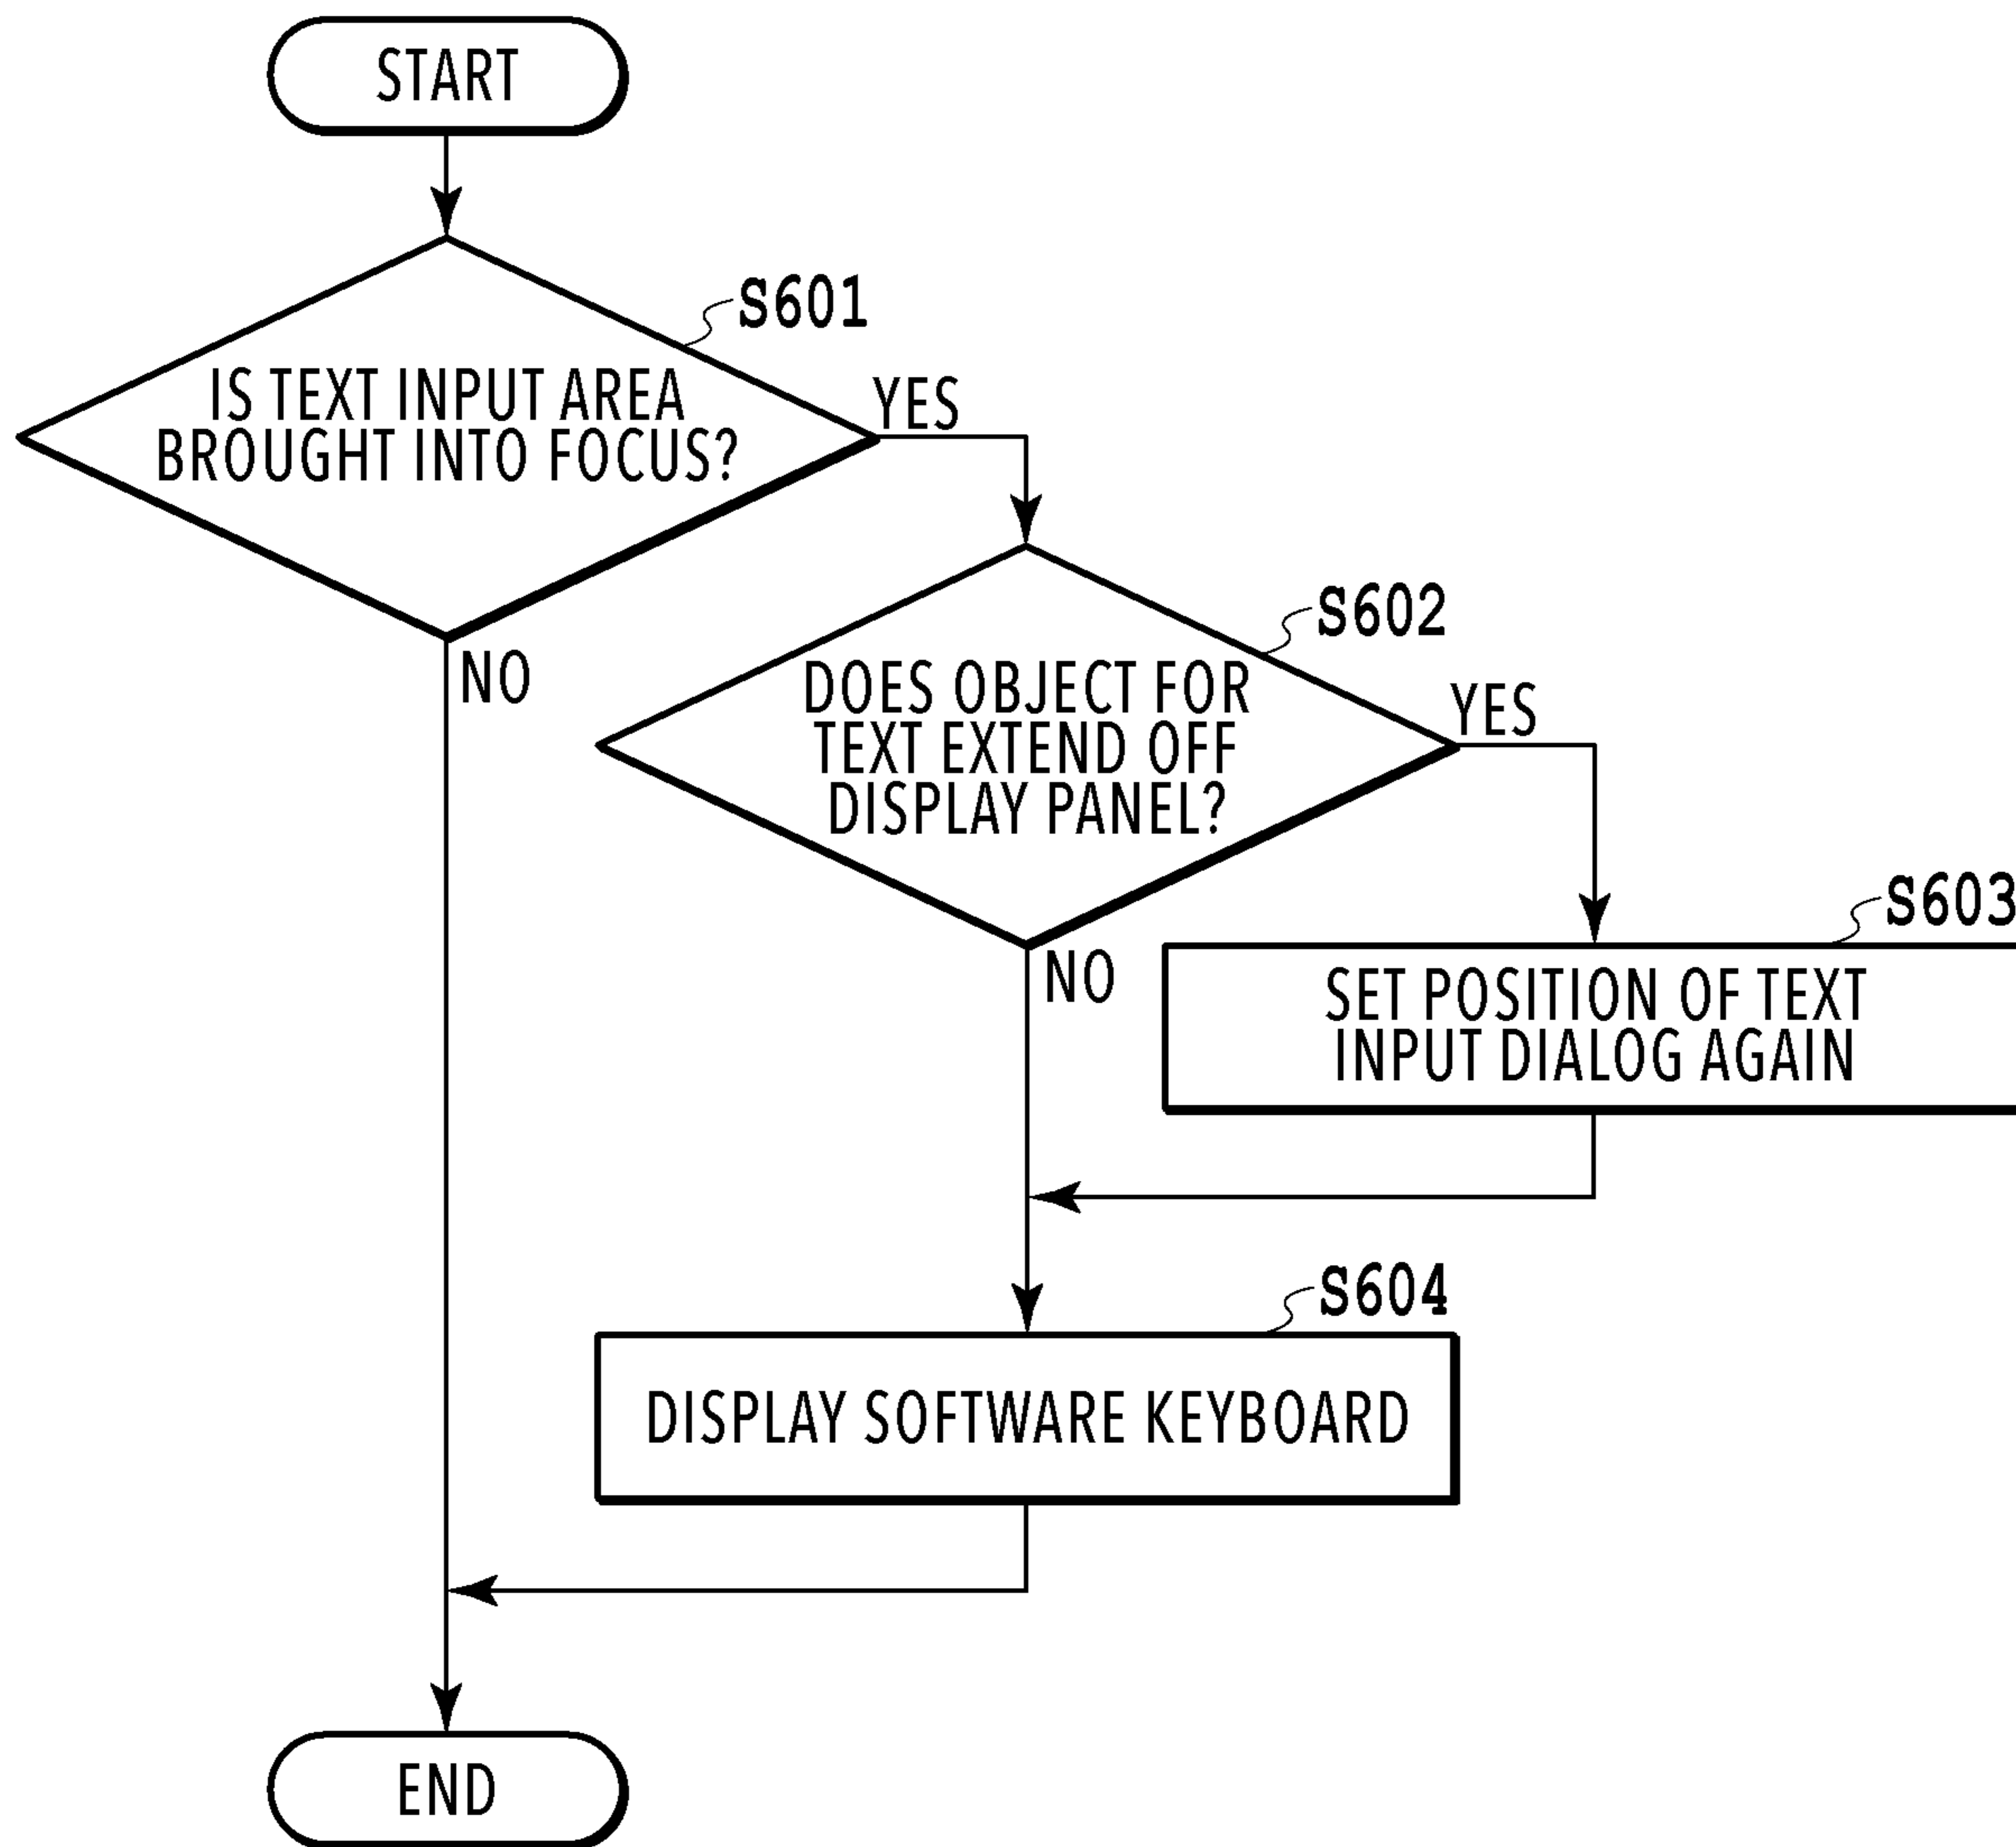 START
S601
IS TEXT INPUT AREA
BROUGHT INTO FOCUS?
YES
NO
S602
DOES OBJECT FOR
TEXT EXTEND OFF
DISPLAY PANEL?
YES
NO
S603
SET POSITION OF TEXT
INPUT DIALOG AGAIN
S604
DISPLAY SOFTWARE KEYBOARD
END